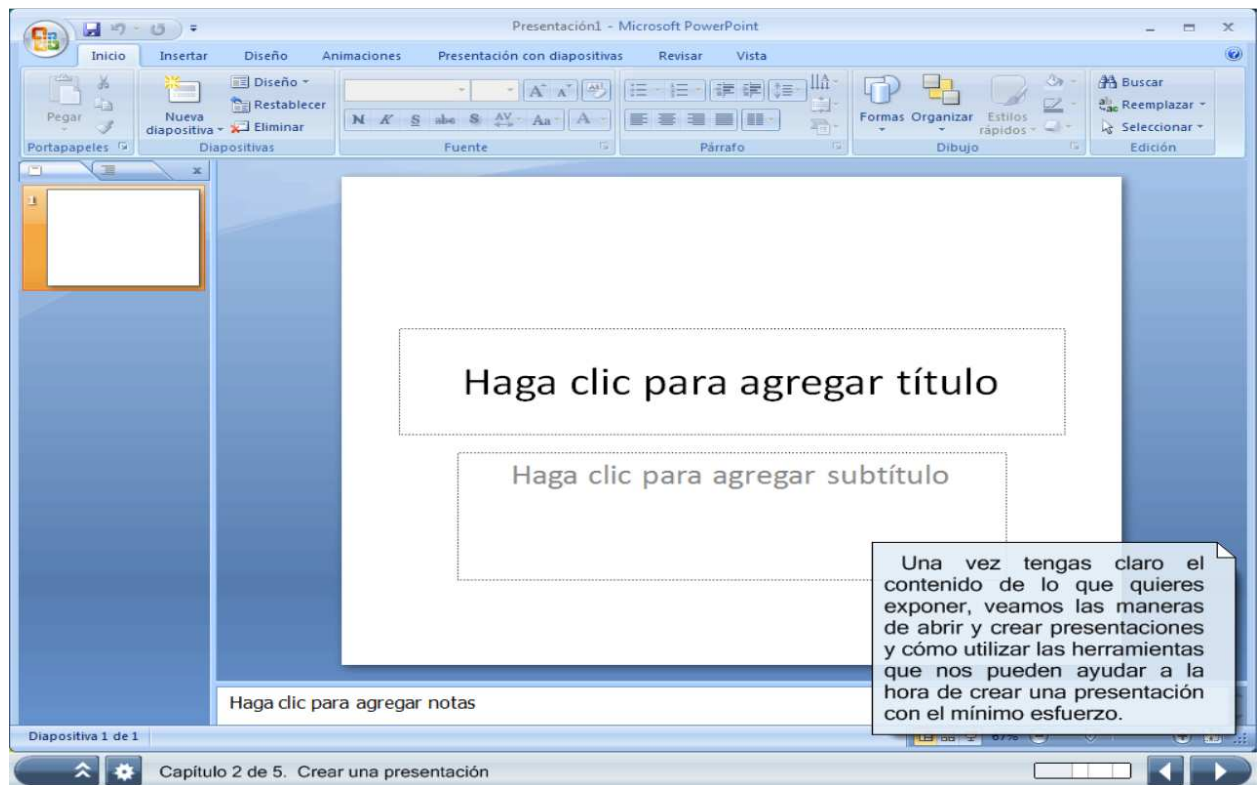 Presentación1 - Microsoft PowerPoint
Inicio Insertar Diseño Animaciones Presentación con diapositivas Revisar Vista
Pegar
Portapapeles
Nueva diapositiva
Diseño
Restablecer
Eliminar
Diapositivas
N K S abc S AV Aa A
Fuente
Párrafo
Formas Organizar Estilos rápidos
Dibujo
Buscar
Reemplazar
Seleccionar
Edición
1
Haga clic para agregar título
Haga clic para agregar subtítulo
Una vez tengas claro el
contenido de lo que quieres
exponer, veamos las maneras
de abrir y crear presentaciones
y cómo utilizar las herramientas
que nos pueden ayudar a la
hora de crear una presentación
con el mínimo esfuerzo.
Haga clic para agregar notas
Diapositiva 1 de 1
Capítulo 2 de 5. Crear una presentación